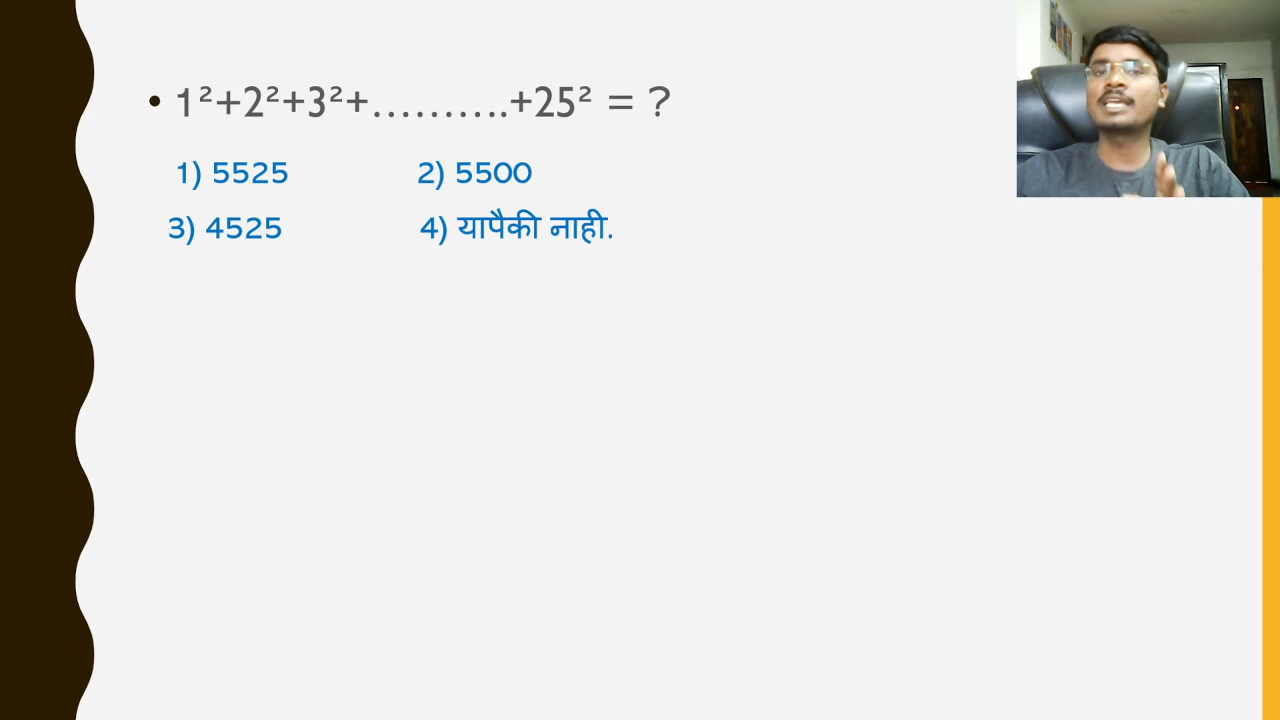 • 1²+2²+3²+……….+25² = ?
1) 5525 2) 5500
3) 4525 4) यापैकी नाही.